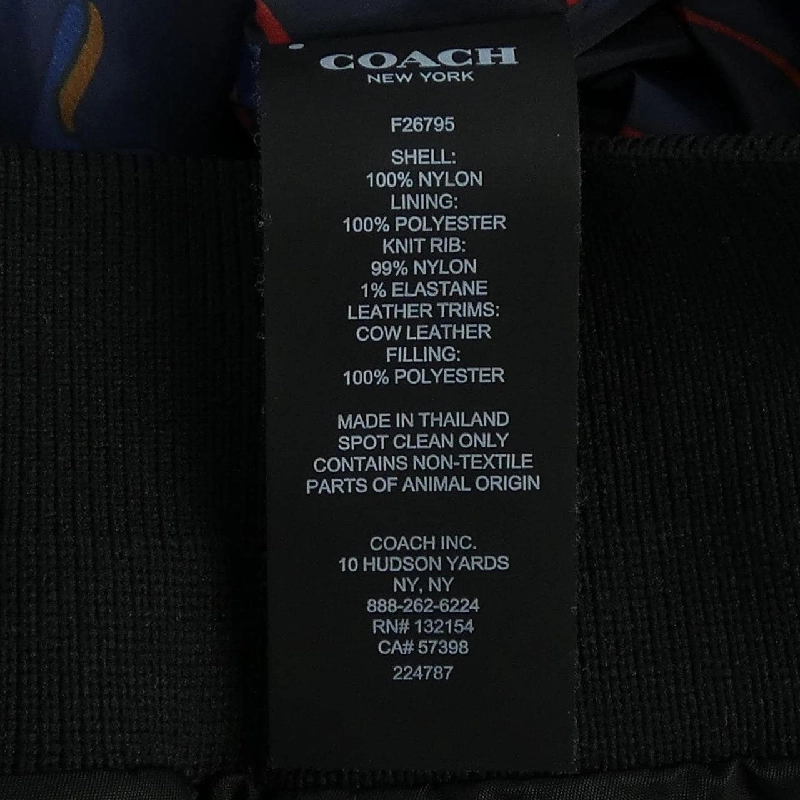 COACH
NEW YORK
F26795
SHELL:
100% NYLON
LINING:
100% POLYESTER
KNIT RIB:
99% NYLON
1% ELASTANE
LEATHER TRIMS:
COW LEATHER
FILLING:
100% POLYESTER
MADE IN THAILAND
SPOT CLEAN ONLY
CONTAINS NON-TEXTILE
PARTS OF ANIMAL ORIGIN
COACH INC.
10 HUDSON YARDS
NY, NY
888-262-6224
RN# 132154
CA# 57398
224787